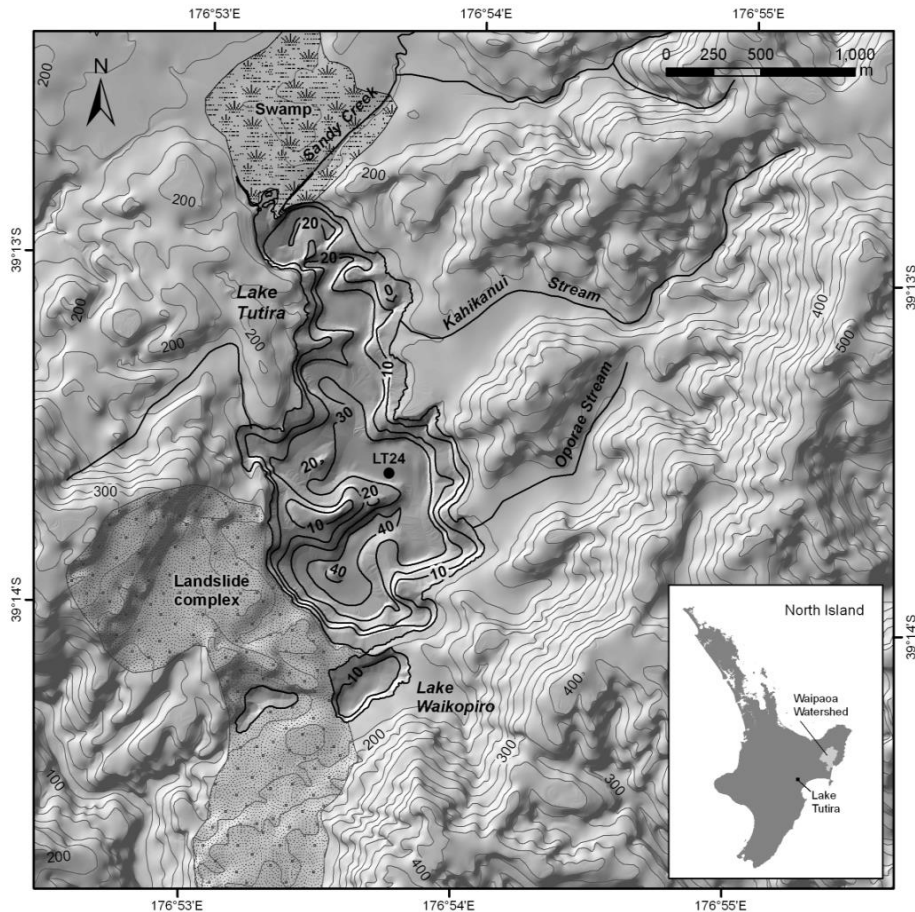 176°53'E
176°54'E
176°55'E
200
N
0 250 500 1,000
m
Swamp
Sandy Creek
200
200
39°13'S
20
20
0
39°13'S
Lake
Tutira
Kahikanui Stream
400
500
200
200
200
10
30
Oporae Stream
20
LT24
300
20
10
40
40
10
Landslide
complex
39°14'S
39°14'S
North Island
Waipaoa
Watershed
Lake
Tutira
10
Lake
Waikopiro
400
200
300
100
300
200
400
176°53'E
176°54'E
176°55'E